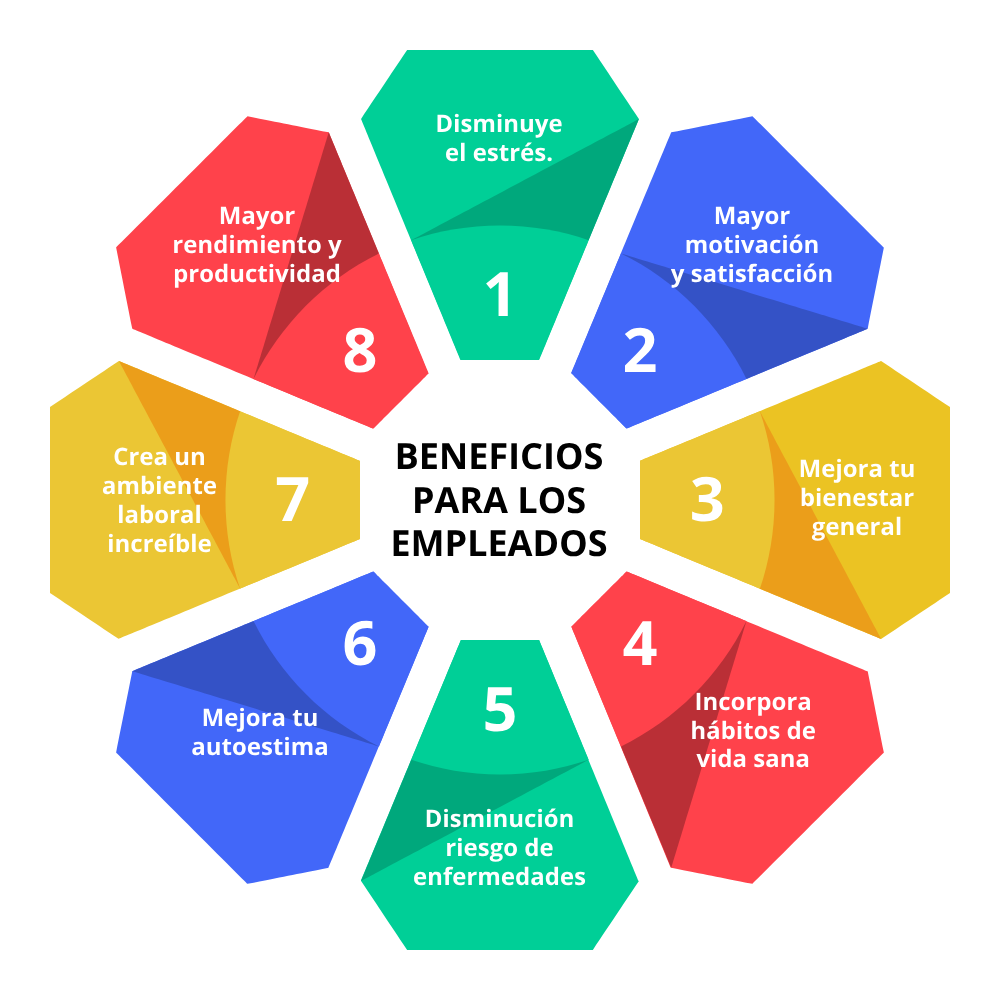 BENEFICIOS
PARA LOS
EMPLEADOS
1
Disminuye
el estrés.
2
Mayor
motivación
y satisfacción
3
Mejora tu
bienestar
general
4
Incorpora
hábitos de
vida sana
5
Disminución
riesgo de
enfermedades
6
Mejora tu
autoestima
7
Crea un
ambiente
laboral
increíble
8
Mayor
rendimiento y
productividad